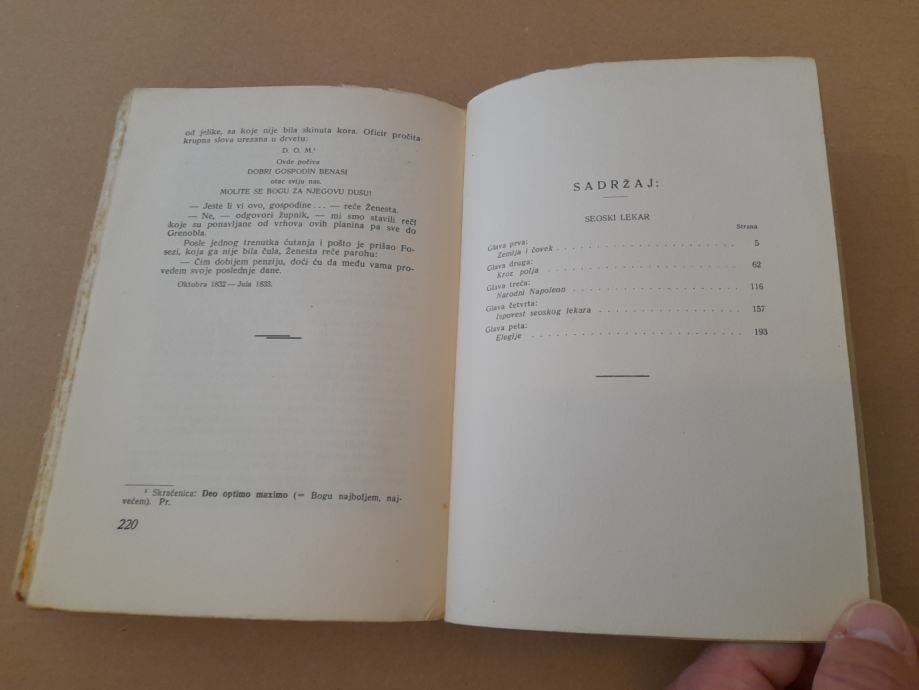 od jelike, sa koje nije bila skinuta kora. Oficir pročita
krupna slova urezana u drvetu:
D. O. M.¹
Ovde počiva
DOBRI GOSPODIN BENASI
otac sviju nas.
MOLITE SE BOGU ZA NJEGOVU DUŠU!
— Jeste li vi ovo, gospodine... — reče Ženesta.
— Ne, — odgovori župnik, — mi smo stavili reči
koje su ponavljane od vrhova ovih planina pa sve do
Grenobla.
Posle jednog trenutka ćutanja i pošto je prišao Fo-
sezi, koja ga nije bila čula, Ženesta reče parohu:
— Čim dobijem penziju, doći ću da među vama pro-
vedem svoje poslednje dane.
Oktobra 1832 — Jula 1833.
¹ Skraćenica: Deo optimo maximo (= Bogu najboljem, naj-
većem). Pr.
220
SADRŽAJ:
SEOSKI LEKAR
Strana
Glava prva:
Zemlja i čovek . . . . . . . . . . . . . . . . . 5
Glava druga:
Kroz polja . . . . . . . . . . . . . . . . . . . 62
Glava treća:
Narodni Napoleon . . . . . . . . . . . . . . . . 116
Glava četvrta:
Ispovest seoskog lekara . . . . . . . . . . . . . 157
Glava peta:
Elegije . . . . . . . . . . . . . . . . . . . . 193